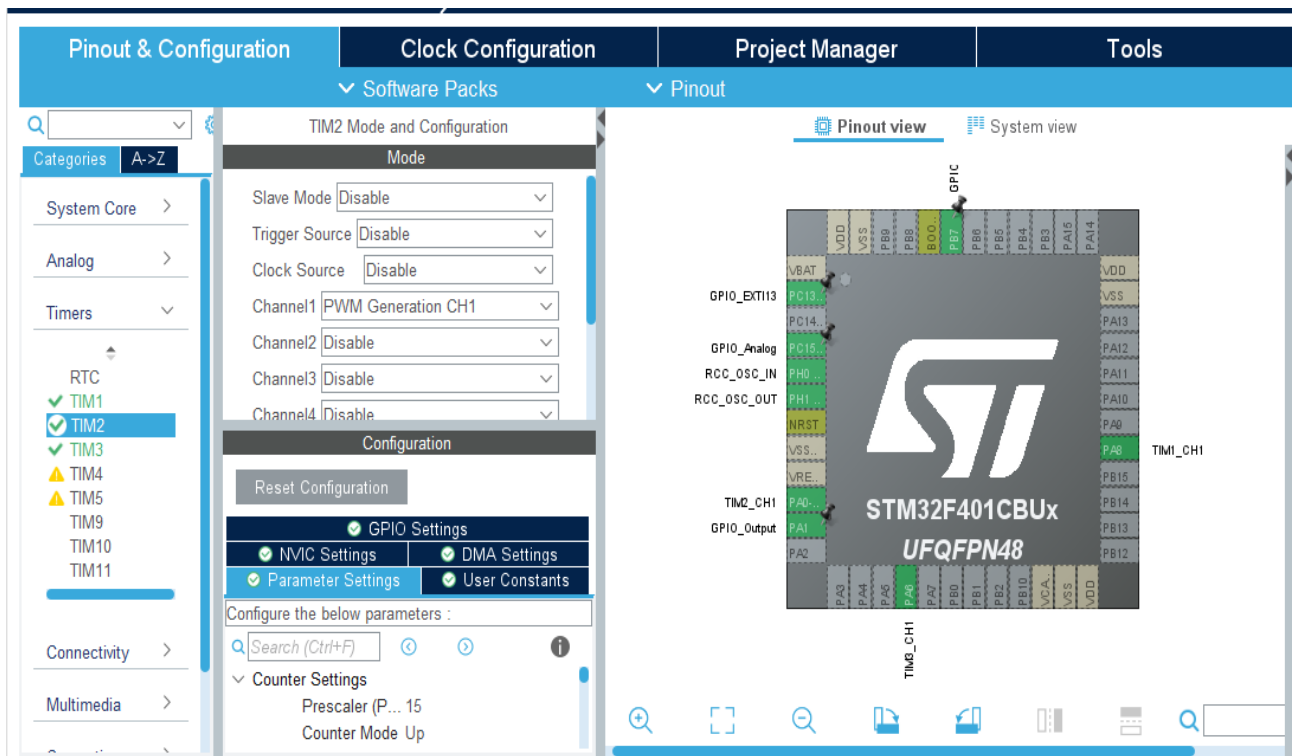 Pinout & Configuration
Clock Configuration
Project Manager
Tools
Software Packs
Pinout
Categories
A->Z
System Core
Analog
Timers
RTC
TIM1
TIM2
TIM3
TIM4
TIM5
TIM9
TIM10
TIM11
Connectivity
Multimedia
TIM2 Mode and Configuration
Mode
Slave Mode Disable
Trigger Source Disable
Clock Source Disable
Channel1 PWM Generation CH1
Channel2 Disable
Channel3 Disable
Channel4 Disable
Configuration
Reset Configuration
GPIO Settings
NVIC Settings
DMA Settings
Parameter Settings
User Constants
Configure the below parameters :
Search (Ctrl+F)
Counter Settings
Prescaler (P... 15
Counter Mode Up
Pinout view
System view
GPIO
VDD
VSS
PB9
PB8
BOO..
PB7
PB6
PB5
PB4
PB3
PA15
PA14
VBAT
GPIO_EXTI13
PC13..
PC14..
GPIO_Analog
PC15..
RCC_OSC_IN
PH0 ..
RCC_OSC_OUT
PH1 ..
NRST
VSS..
VRE..
TIM2_CH1
PA0-..
GPIO_Output
PA1
PA2
STM32F401CBUx
UFQFPN48
VDD
VSS
PA13
PA12
PA11
PA10
PA9
PA8
TIM1_CH1
PB15
PB14
PB13
PB12
PA3
PA4
PA5
PA6
PA7
PB0
PB1
PB2
PB10
VCA..
VSS
VDD
TIM3_CH1